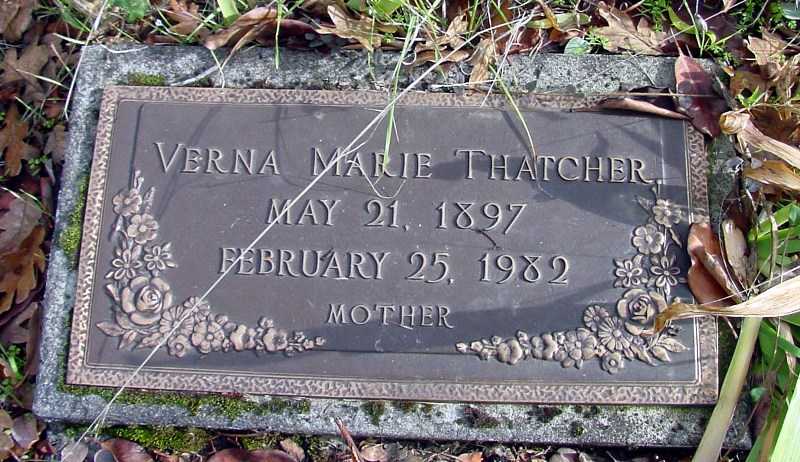 VERNA MARIE THATCHER
MAY 21, 1897
FEBRUARY 25, 1982
MOTHER